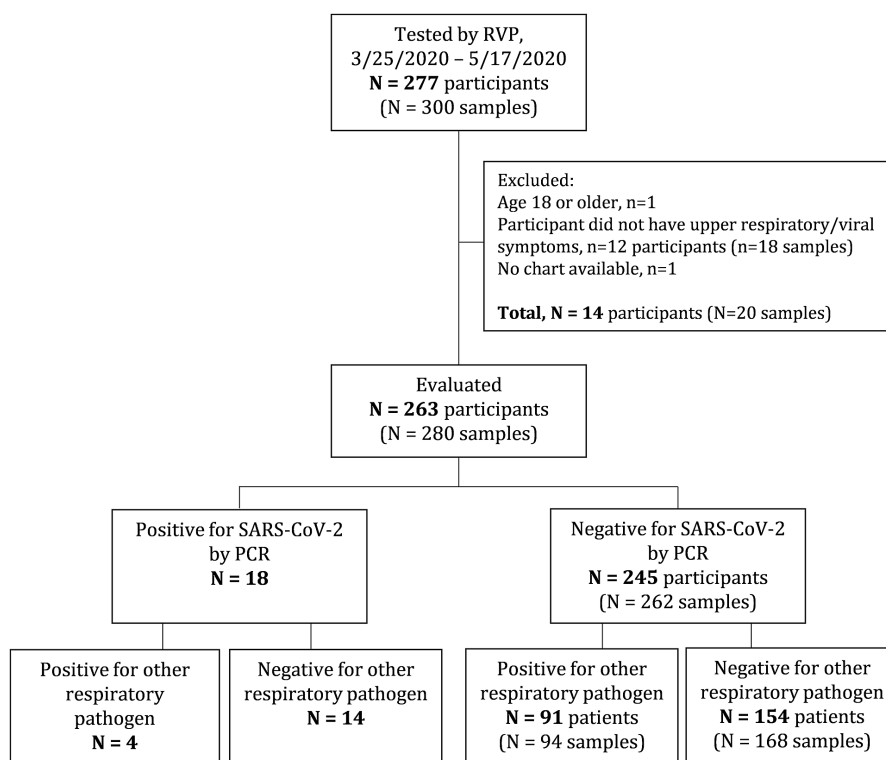 Tested by RVP,
3/25/2020 – 5/17/2020
N = 277 participants
(N = 300 samples)
Excluded:
Age 18 or older, n=1
Participant did not have upper respiratory/viral
symptoms, n=12 participants (n=18 samples)
No chart available, n=1
Total, N = 14 participants (N=20 samples)
Evaluated
N = 263 participants
(N = 280 samples)
Positive for SARS-CoV-2
by PCR
N = 18
Negative for SARS-CoV-2
by PCR
N = 245 participants
(N = 262 samples)
Positive for other
respiratory
pathogen
N = 4
Negative for other
respiratory pathogen
N = 14
Positive for other
respiratory pathogen
N = 91 patients
(N = 94 samples)
Negative for other
respiratory pathogen
N = 154 patients
(N = 168 samples)